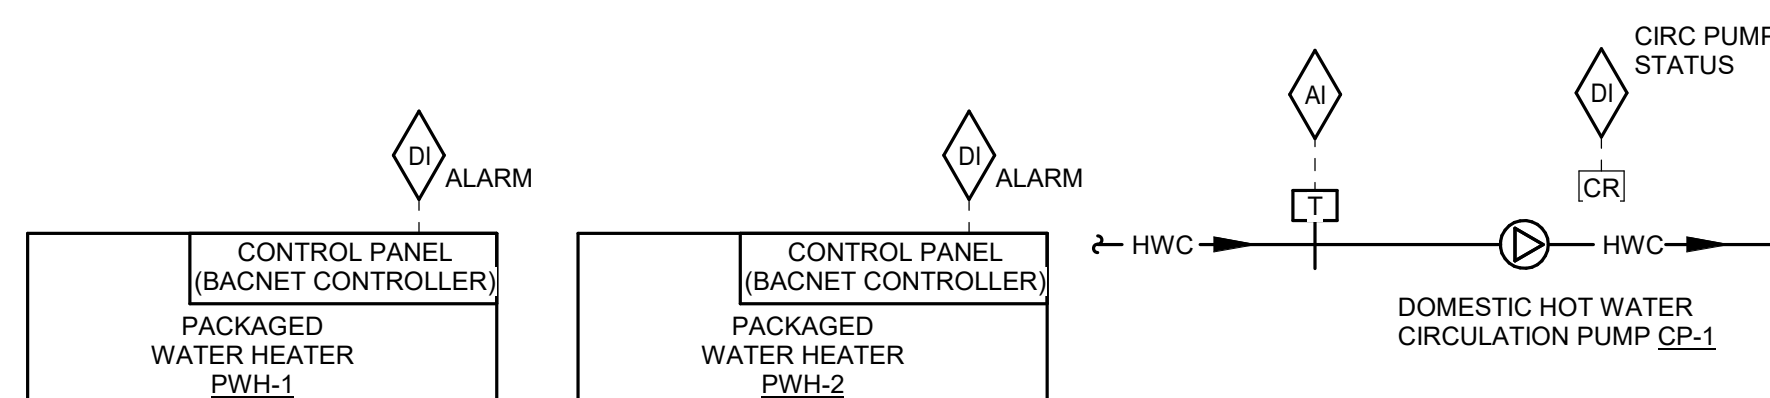 DI
ALARM
CONTROL PANEL
(BACNET CONTROLLER)
PACKAGED
WATER HEATER
PWH-1
DI
ALARM
CONTROL PANEL
(BACNET CONTROLLER)
PACKAGED
WATER HEATER
PWH-2
AI
T
CIRC PUMP
STATUS
DI
CR
HWC
HWC
DOMESTIC HOT WATER
CIRCULATION PUMP CP-1